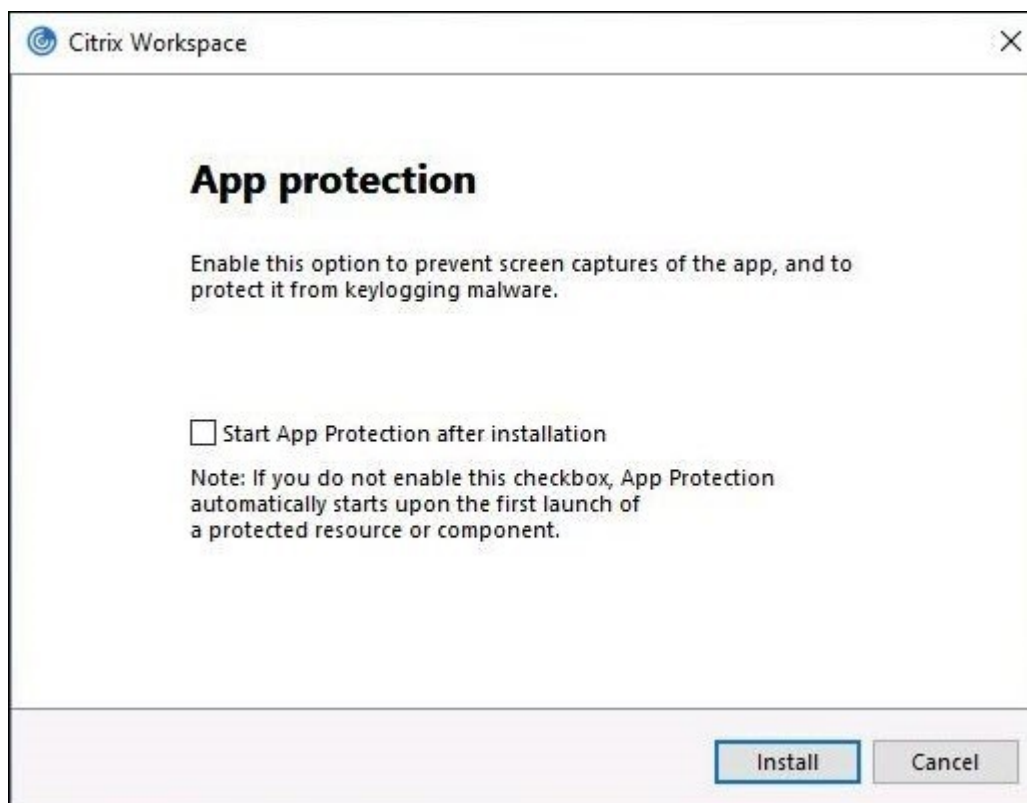 Citrix Workspace
App protection
Enable this option to prevent screen captures of the app, and to
protect it from keylogging malware.
Start App Protection after installation
Note: If you do not enable this checkbox, App Protection
automatically starts upon the first launch of
a protected resource or component.
Install
Cancel